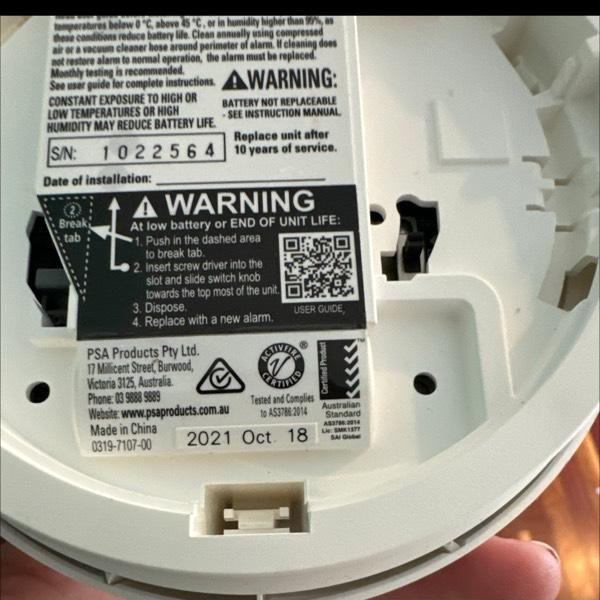 temperatures below 0 °C, above 45 °C, or in humidity higher than 95%, as
these conditions reduce battery life. Clean annually using compressed
air or a vacuum cleaner hose around perimeter of alarm. If cleaning does
not restore alarm to normal operation, the alarm must be replaced.
Monthly testing is recommended.
See user guide for complete instructions.
CONSTANT EXPOSURE TO HIGH OR
LOW TEMPERATURES OR HIGH
HUMIDITY MAY REDUCE BATTERY LIFE.
WARNING:
BATTERY NOT REPLACEABLE
- SEE INSTRUCTION MANUAL.
Replace unit after
10 years of service.
S/N: 1022564
Date of installation:
2
Break
tab
WARNING
At low battery or END OF UNIT LIFE:
1. Push in the dashed area
to break tab.
2. Insert screw driver into the
slot and slide switch knob
towards the top most of the unit.
3. Dispose.
4. Replace with a new alarm.
USER GUIDE
PSA Products Pty Ltd.
17 Millicent Street, Burwood,
Victoria 3125, Australia.
Phone: 03 9888 9889
Website: www.psaproducts.com.au
Made in China
0319-7107-00
2021 Oct. 18
ACTIVFIRE
CERTIFIED
®
Tested and Complies
to AS3786:2014
Certified Product
TM
Australian
Standard
AS3786:2014
Lic: SMK1377
SAI Global